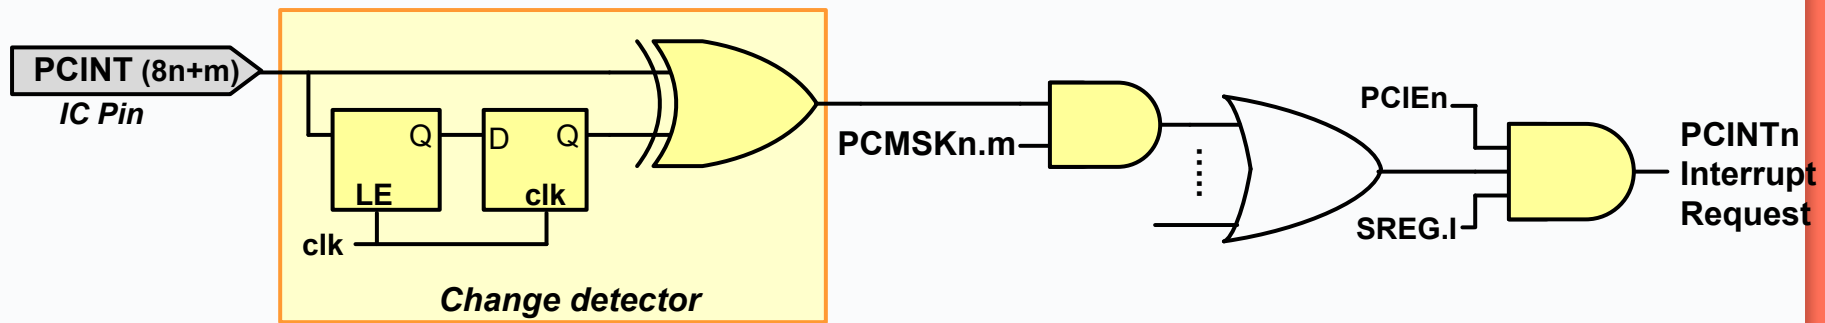 PCINT (8n+m)
IC Pin
Q
D
Q
LE
clk
clk
Change detector
PCMSKn.m
PCIEn
SREG.I
PCINTn
Interrupt
Request